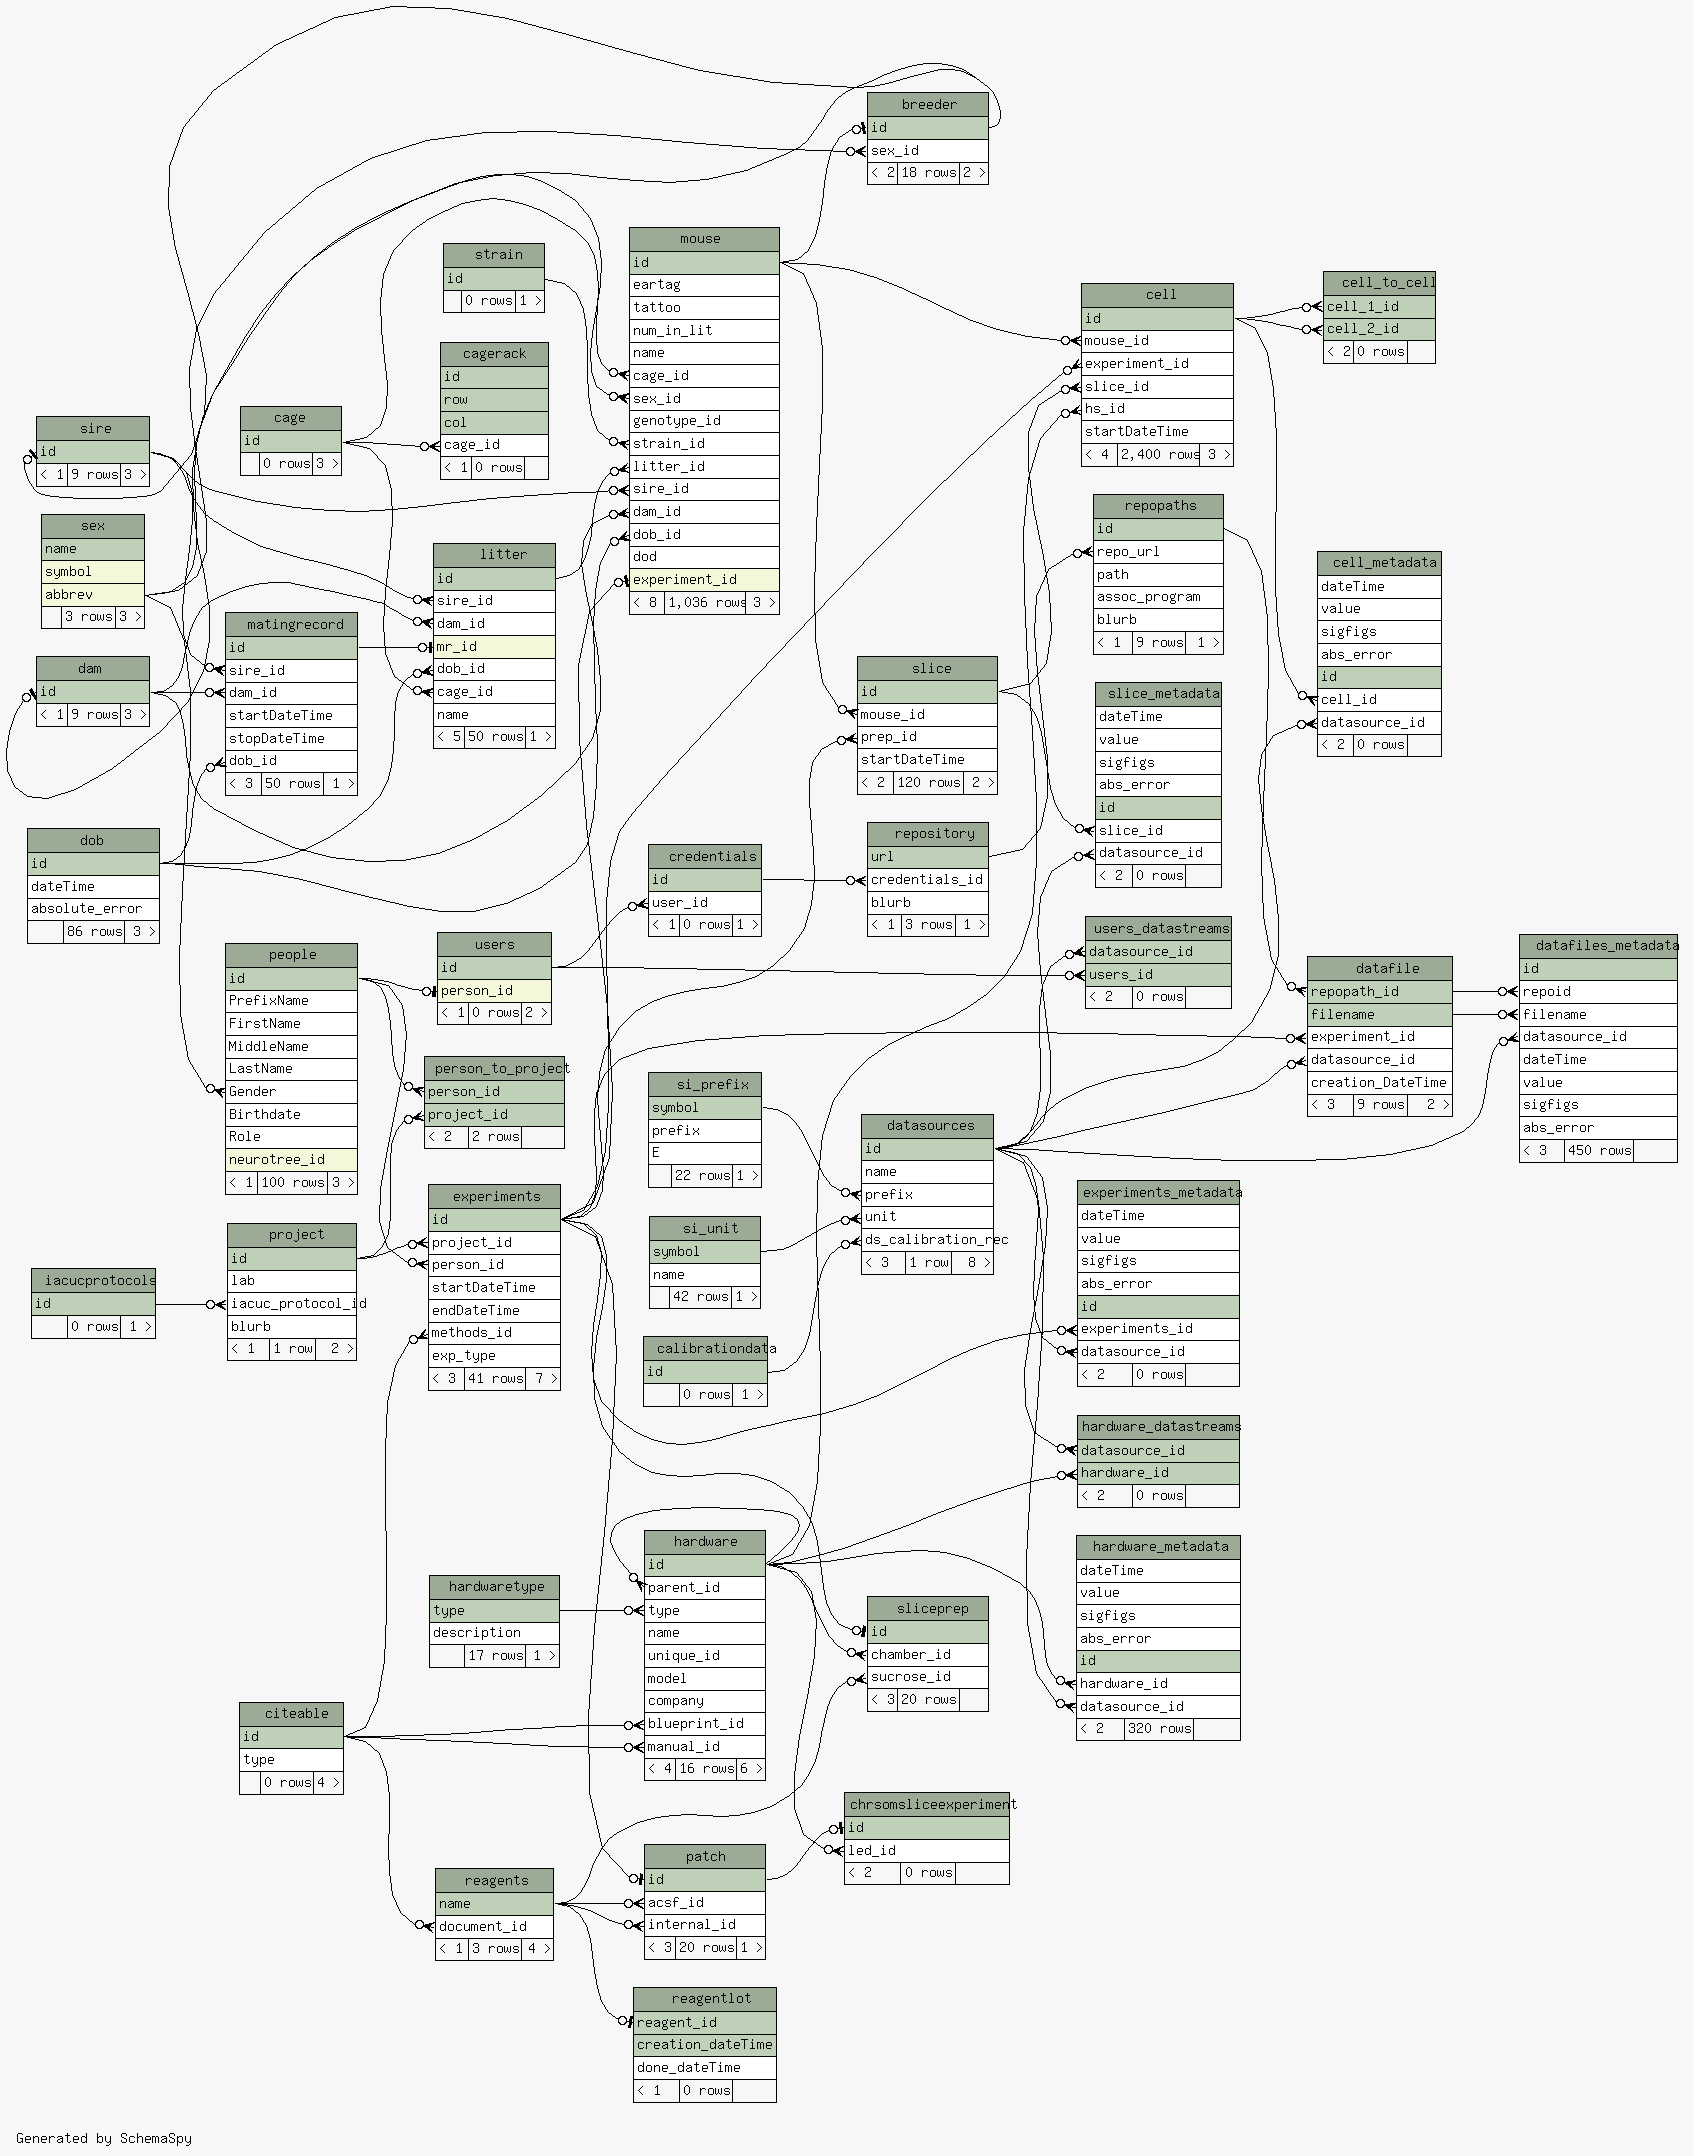 breeder
id
sex_id
< 2 18 rows 2 >
strain
id
0 rows 1 >
mouse
id
eartag
tattoo
num_in_lit
name
cage_id
sex_id
genotype_id
strain_id
litter_id
sire_id
dam_id
dob_id
dod
experiment_id
< 8 1,036 rows 3 >
cell
id
mouse_id
experiment_id
slice_id
hs_id
startDateTime
< 4 2,400 rows 3 >
cell_to_cell
cell_1_id
cell_2_id
< 2 0 rows
cagerack
id
row
col
cage_id
< 1 0 rows
cage
id
0 rows 3 >
sire
id
< 1 9 rows 3 >
sex
name
symbol
abbrev
3 rows 3 >
litter
id
sire_id
dam_id
mr_id
dob_id
cage_id
name
< 5 50 rows 1 >
matingrecord
id
sire_id
dam_id
startDateTime
stopDateTime
dob_id
< 3 50 rows 1 >
dam
id
< 1 9 rows 3 >
repopaths
id
repo_url
path
assoc_program
blurb
< 1 9 rows 1 >
cell_metadata
dateTime
value
sigfigs
abs_error
id
cell_id
datasource_id
< 2 0 rows
slice
id
mouse_id
prep_id
startDateTime
< 2 120 rows 2 >
slice_metadata
dateTime
value
sigfigs
abs_error
id
slice_id
datasource_id
< 2 0 rows
dob
id
dateTime
absolute_error
86 rows 3 >
credentials
id
user_id
< 1 0 rows 1 >
repository
url
credentials_id
blurb
< 1 3 rows 1 >
users_datastreams
datasource_id
users_id
< 2 0 rows
people
id
PrefixName
FirstName
MiddleName
LastName
Gender
Birthdate
Role
neurotree_id
< 1 100 rows 3 >
users
id
person_id
< 1 0 rows 2 >
datafile
repopath_id
filename
experiment_id
datasource_id
creation_DateTime
< 3 9 rows 2 >
datafiles_metadata
id
repoid
filename
datasource_id
dateTime
value
sigfigs
abs_error
< 3 450 rows
person_to_project
person_id
project_id
< 2 2 rows
si_prefix
symbol
prefix
E
22 rows 1 >
datasources
id
name
prefix
unit
ds_calibration_rec
< 3 1 row 8 >
experiments
id
project_id
person_id
startDateTime
endDateTime
methods_id
exp_type
< 3 41 rows 7 >
si_unit
symbol
name
42 rows 1 >
experiments_metadata
dateTime
value
sigfigs
abs_error
id
experiments_id
datasource_id
< 2 0 rows
project
id
lab
iacuc_protocol_id
blurb
< 1 1 row 2 >
iacucprotocols
id
0 rows 1 >
calibrationdata
id
0 rows 1 >
hardware_datastreams
datasource_id
hardware_id
< 2 0 rows
hardware
id
parent_id
type
name
unique_id
model
company
blueprint_id
manual_id
< 4 16 rows 6 >
hardwaretype
type
description
17 rows 1 >
sliceprep
id
chamber_id
sucrose_id
< 3 20 rows
hardware_metadata
dateTime
value
sigfigs
abs_error
id
hardware_id
datasource_id
< 2 320 rows
citeable
id
type
0 rows 4 >
chrsomsliceexperiment
id
led_id
< 2 0 rows
patch
id
acsf_id
internal_id
< 3 20 rows 1 >
reagents
name
document_id
< 1 3 rows 4 >
reagentlot
reagent_id
creation_dateTime
done_dateTime
< 1 0 rows
Generated by SchemaSpy